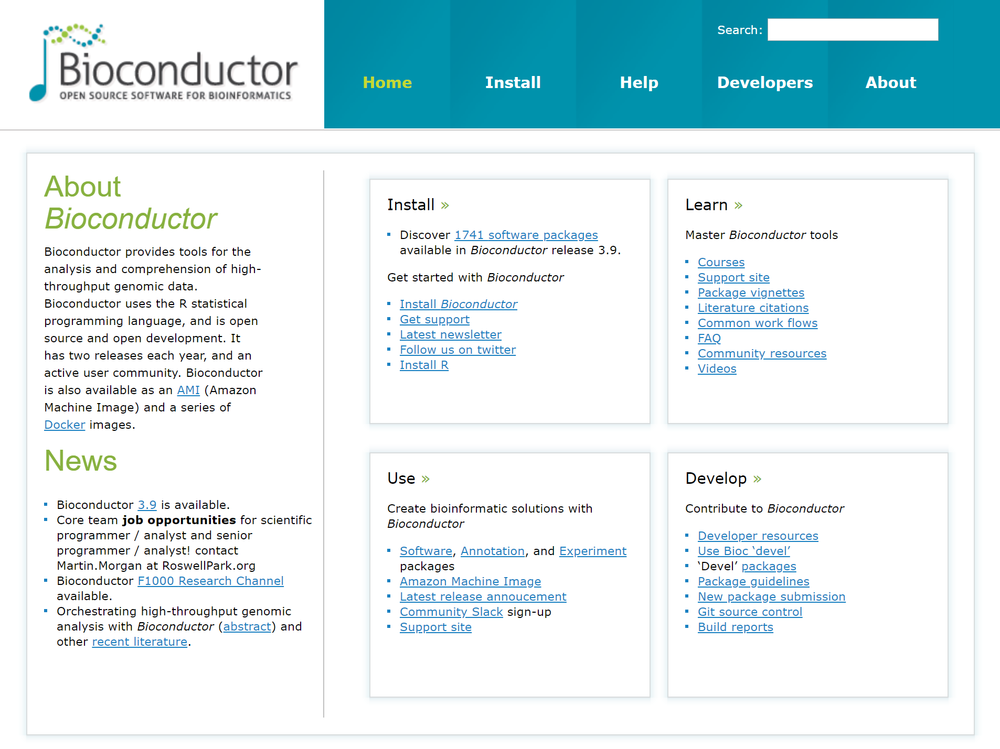 Bioconductor
OPEN SOURCE SOFTWARE FOR BIOINFORMATICS
Search:
Home
Install
Help
Developers
About
About
Bioconductor
Bioconductor provides tools for the
analysis and comprehension of high-
throughput genomic data.
Bioconductor uses the R statistical
programming language, and is open
source and open development. It
has two releases each year, and an
active user community. Bioconductor
is also available as an AMI (Amazon
Machine Image) and a series of
Docker images.
News
Bioconductor 3.9 is available.
Core team job opportunities for scientific
programmer / analyst and senior
programmer / analyst! contact
Martin.Morgan at RoswellPark.org
Bioconductor F1000 Research Channel
available.
Orchestrating high-throughput genomic
analysis with Bioconductor (abstract) and
other recent literature.
Install »
Discover 1741 software packages
available in Bioconductor release 3.9.
Get started with Bioconductor
Install Bioconductor
Get support
Latest newsletter
Follow us on twitter
Install R
Learn »
Master Bioconductor tools
Courses
Support site
Package vignettes
Literature citations
Common work flows
FAQ
Community resources
Videos
Use »
Create bioinformatic solutions with
Bioconductor
Software, Annotation, and Experiment
packages
Amazon Machine Image
Latest release annoucement
Community Slack sign-up
Support site
Develop »
Contribute to Bioconductor
Developer resources
Use Bioc ‘devel’
‘Devel’ packages
Package guidelines
New package submission
Git source control
Build reports